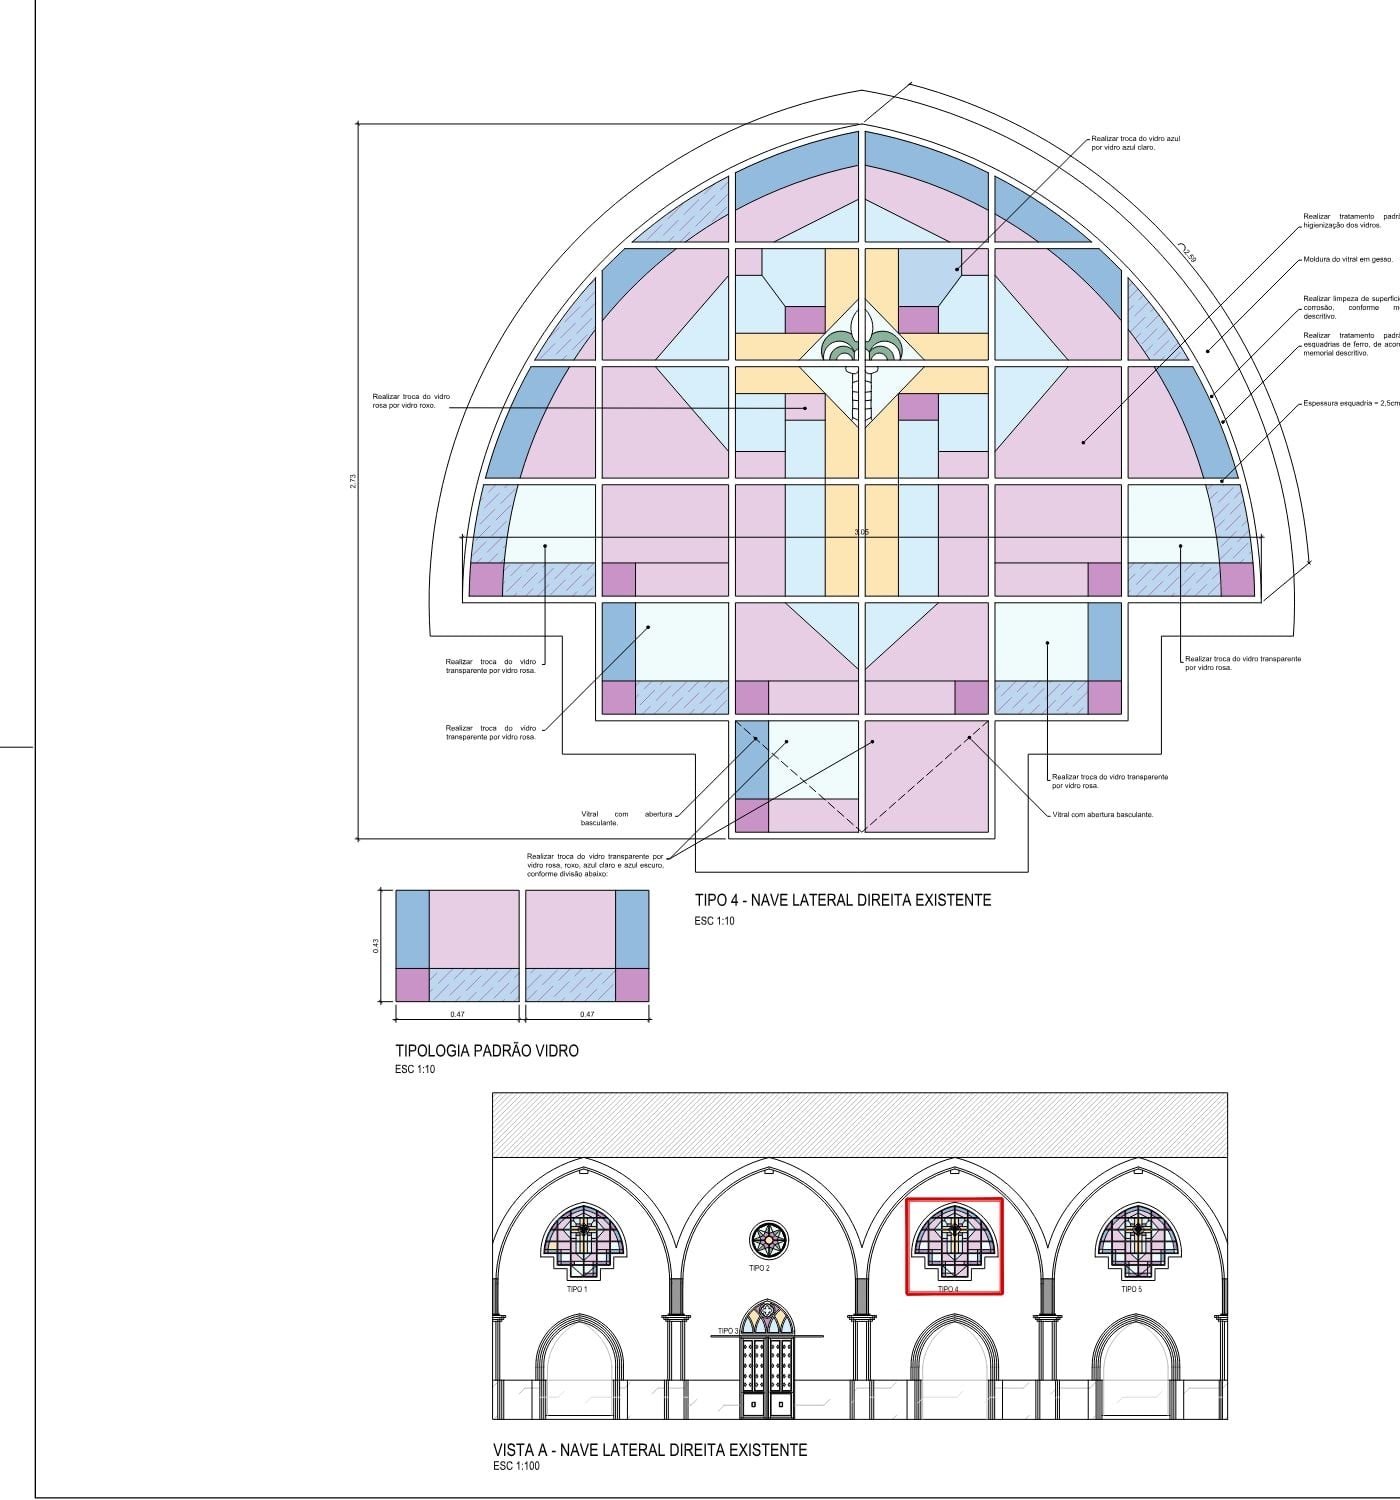 Realizar troca do vidro azul
por vidro azul claro.
Realizar tratamento
higienização dos vidros.
2.59
Moldura do vitral em gesso.
Realizar limpeza de
corrosão, conforme
descritivo.
Realizar tratamento
esquadrias de ferro, de
memorial descritivo.
Realizar troca do vidro
rosa por vidro roxo.
Espessura esquadria = 2,5cm
2.73
3.05
Realizar troca do vidro
transparente por vidro rosa.
Realizar troca do vidro transparente
por vidro rosa.
Realizar troca do vidro
transparente por vidro rosa.
Realizar troca do vidro transparente
por vidro rosa.
Vitral com abertura
basculante.
Vitral com abertura basculante.
Realizar troca do vidro transparente por
vidro rosa, roxo, azul claro e azul escuro,
conforme divisão abaixo:
TIPO 4 - NAVE LATERAL DIREITA EXISTENTE
ESC 1:10
0.43
0.47
0.47
TIPOLOGIA PADRÃO VIDRO
ESC 1:10
TIPO 1
TIPO 2
TIPO 3
TIPO 4
TIPO 5
VISTA A - NAVE LATERAL DIREITA EXISTENTE
ESC 1:100